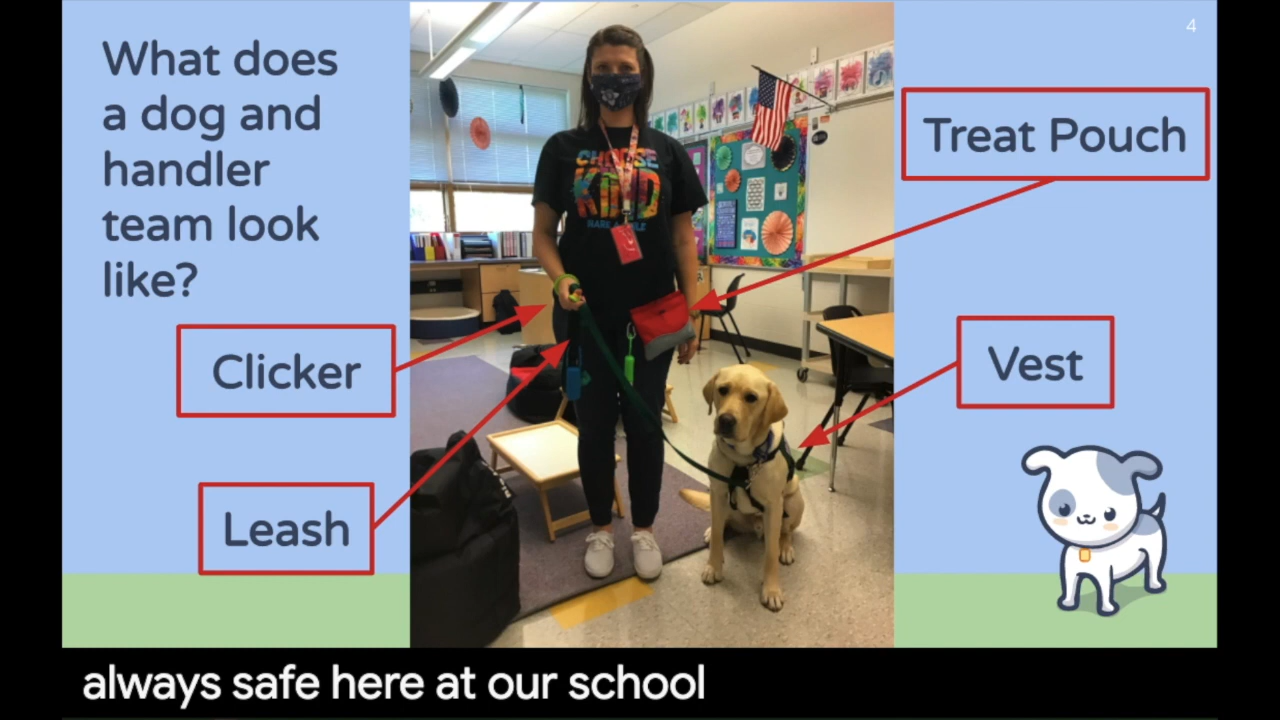 4
What does
a dog and
handler
team look
like?
Treat Pouch
CHOOSE
KIND
Clicker
Vest
Leash
always safe here at our school